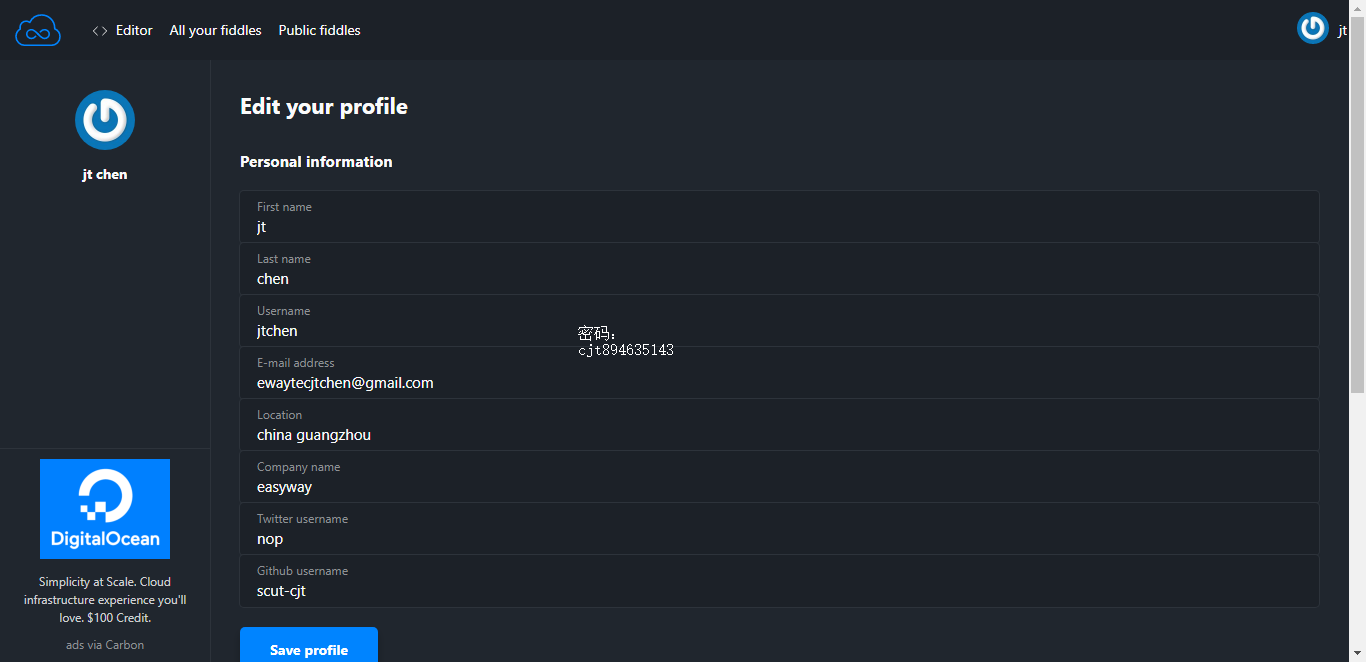 Editor All your fiddles Public fiddles jt
jt chen
Edit your profile
Personal information
First name
jt
Last name
chen
Username
jtchen
密码：
cjt894635143
E-mail address
ewaytecjtchen@gmail.com
Location
china guangzhou
Company name
easyway
Twitter username
nop
Github username
scut-cjt
Save profile
DigitalOcean
Simplicity at Scale. Cloud
infrastructure experience you'll
love. $100 Credit.
ads via Carbon